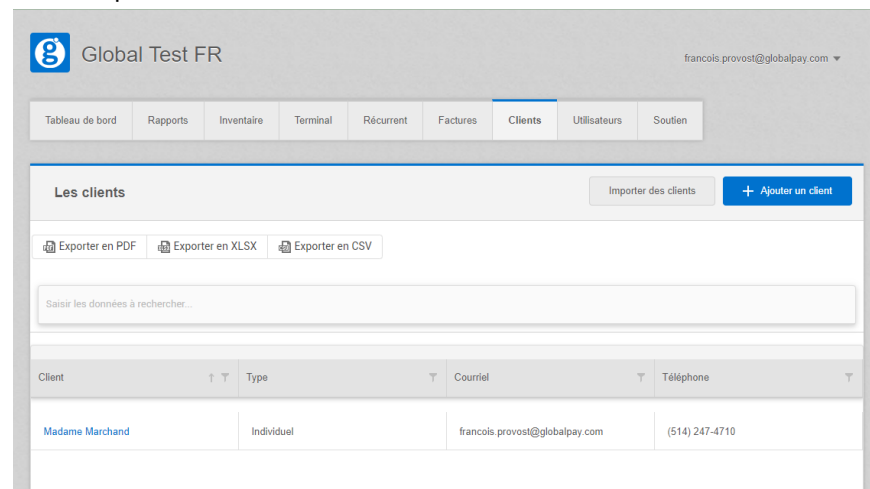 Global Test FR
francois.provost@globalpay.com
Tableau de bord Rapports Inventaire Terminal Récurrent Factures Clients Utilisateurs Soutien
Les clients
Importer des clients
+ Ajouter un client
Exporter en PDF Exporter en XLSX Exporter en CSV
Saisir les données à rechercher...
Client Type Courriel Téléphone
Madame Marchand Individuel francois.provost@globalpay.com (514) 247-4710